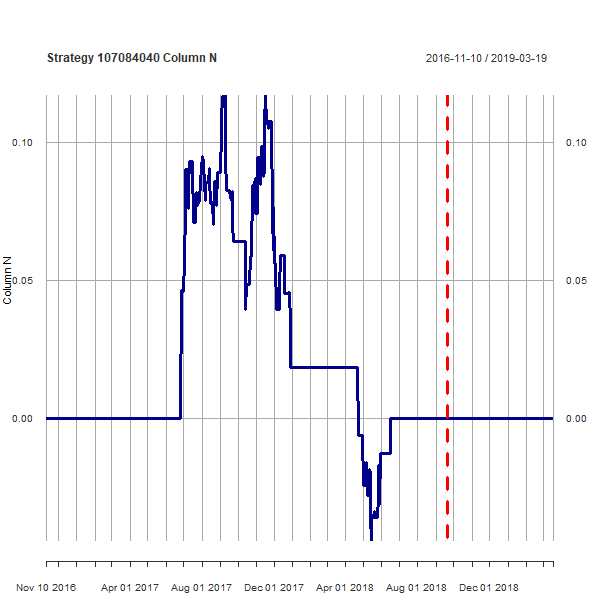 Strategy 107084040 Column N
2016-11-10 / 2019-03-19
0.10
0.10
0.05
0.05
0.00
0.00
Column N
Nov 10 2016
Apr 01 2017
Aug 01 2017
Dec 01 2017
Apr 01 2018
Aug 01 2018
Dec 01 2018